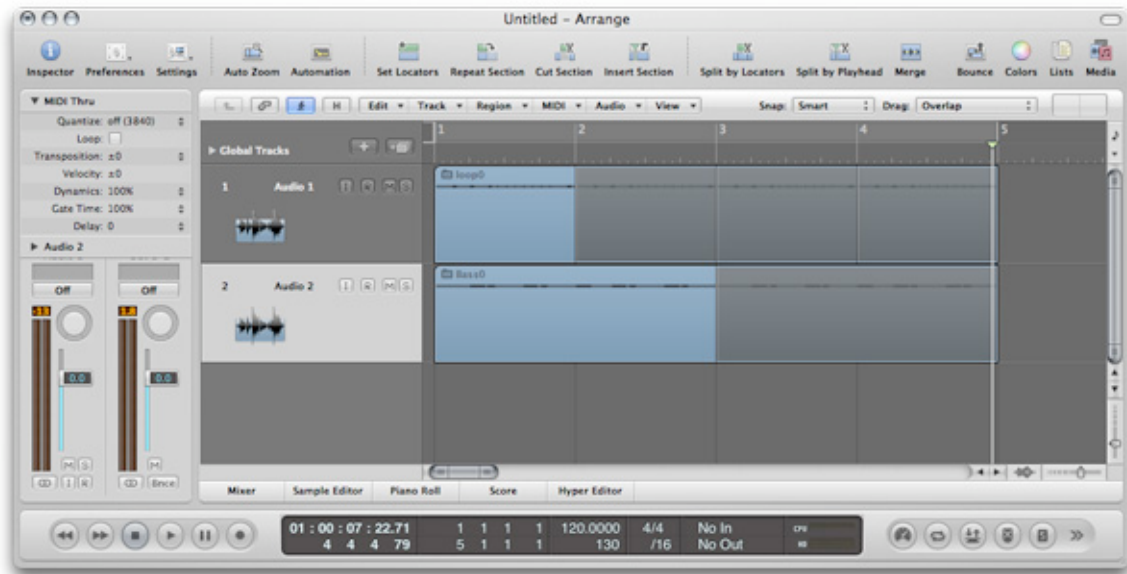 Untitled – Arrange
Inspector Preferences Settings Auto Zoom Automation Set Locators Repeat Section Cut Section Insert Section Split by Locators Split by Playhead Merge Bounce Colors Lists Media
MIDI Thru
Quantize: off (3840)
Loop:
Transposition: ±0
Velocity: ±0
Dynamics: 100%
Gate Time: 100%
Delay: 0
Audio 2
Off Off
0.0 0.0
M S M
I R Bnce
H Edit Track Region MIDI Audio View Snap: Smart Drag: Overlap
Global Tracks
1 2 3 4 5
1 Audio 1 I R M S
loop0
2 Audio 2 I R M S
Bass0
Mixer Sample Editor Piano Roll Score Hyper Editor
01 : 00 : 07 : 22.71 1 1 1 1 120.0000 4/4 No In CPU
4 4 4 79 5 1 1 1 130 /16 No Out HD